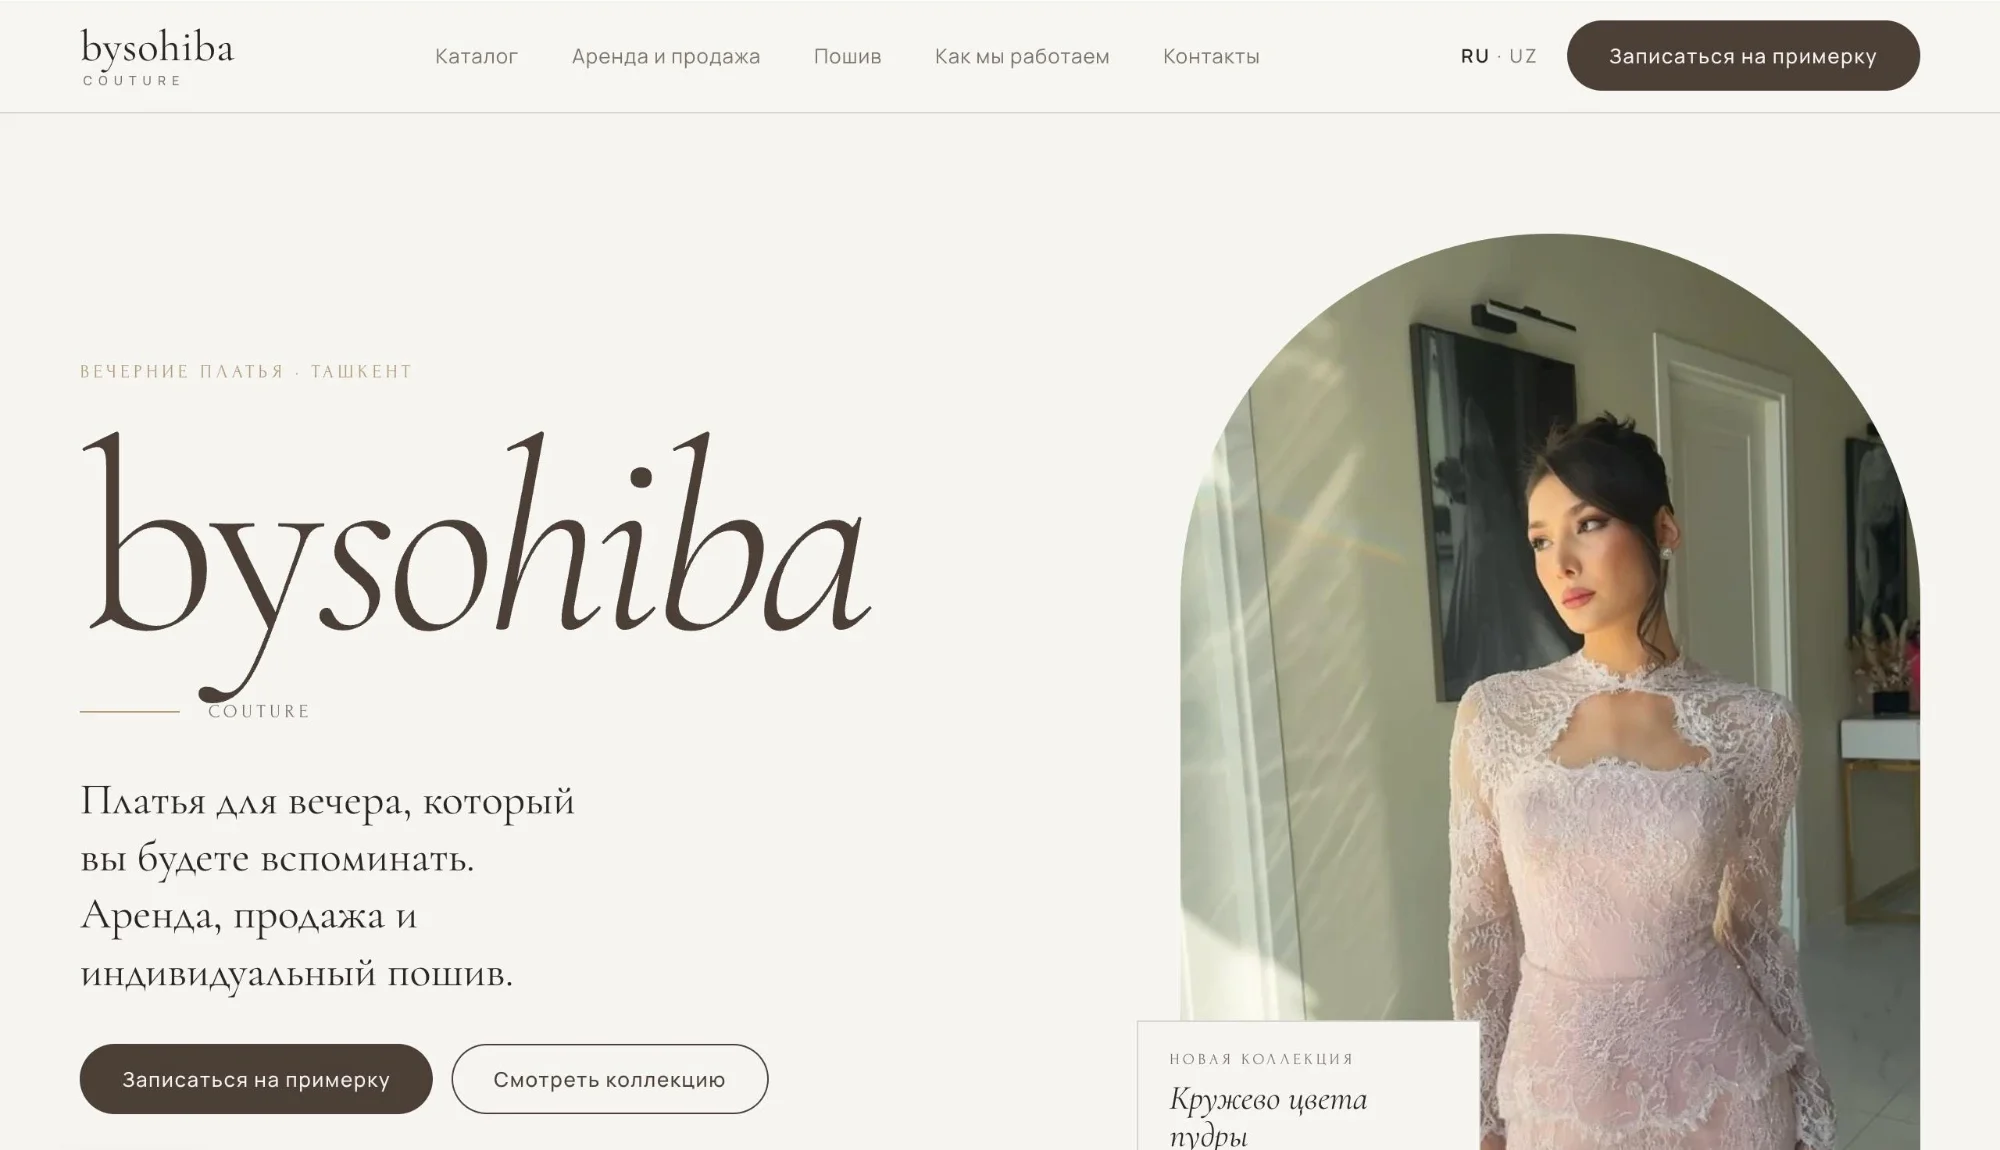 bysohiba
COUTURE
Каталог
Аренда и продажа
Пошив
Как мы работаем
Контакты
RU · UZ
Записаться на примерку
ВЕЧЕРНИЕ ПЛАТЬЯ · ТАШКЕНТ
bysohiba
COUTURE
Платья для вечера, который
вы будете вспоминать.
Аренда, продажа и
индивидуальный пошив.
Записаться на примерку
Смотреть коллекцию
НОВАЯ КОЛЛЕКЦИЯ
Кружево цвета
пудры